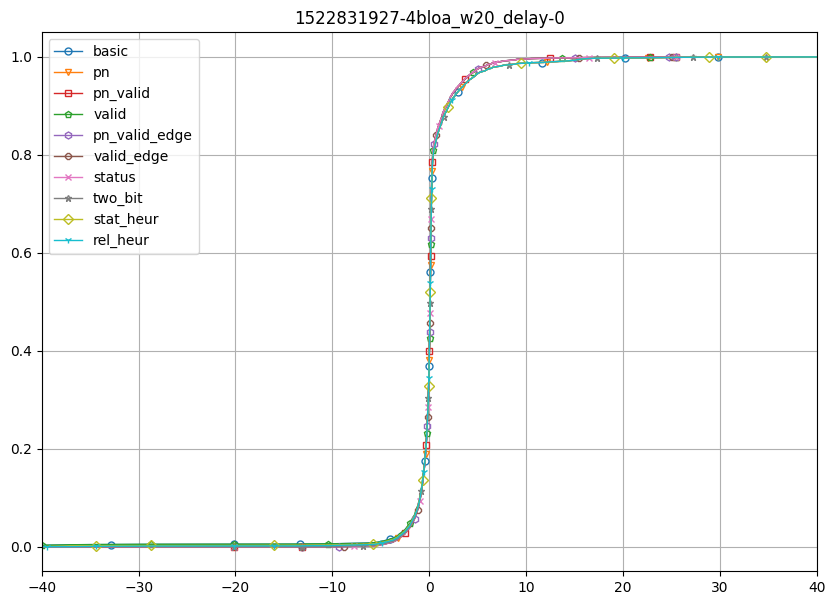 1522831927-4bloa_w20_delay-0
basic
pn
pn_valid
valid
pn_valid_edge
valid_edge
status
two_bit
stat_heur
rel_heur
1.0
0.8
0.6
0.4
0.2
0.0
−40 −30 −20 −10 0 10 20 30 40